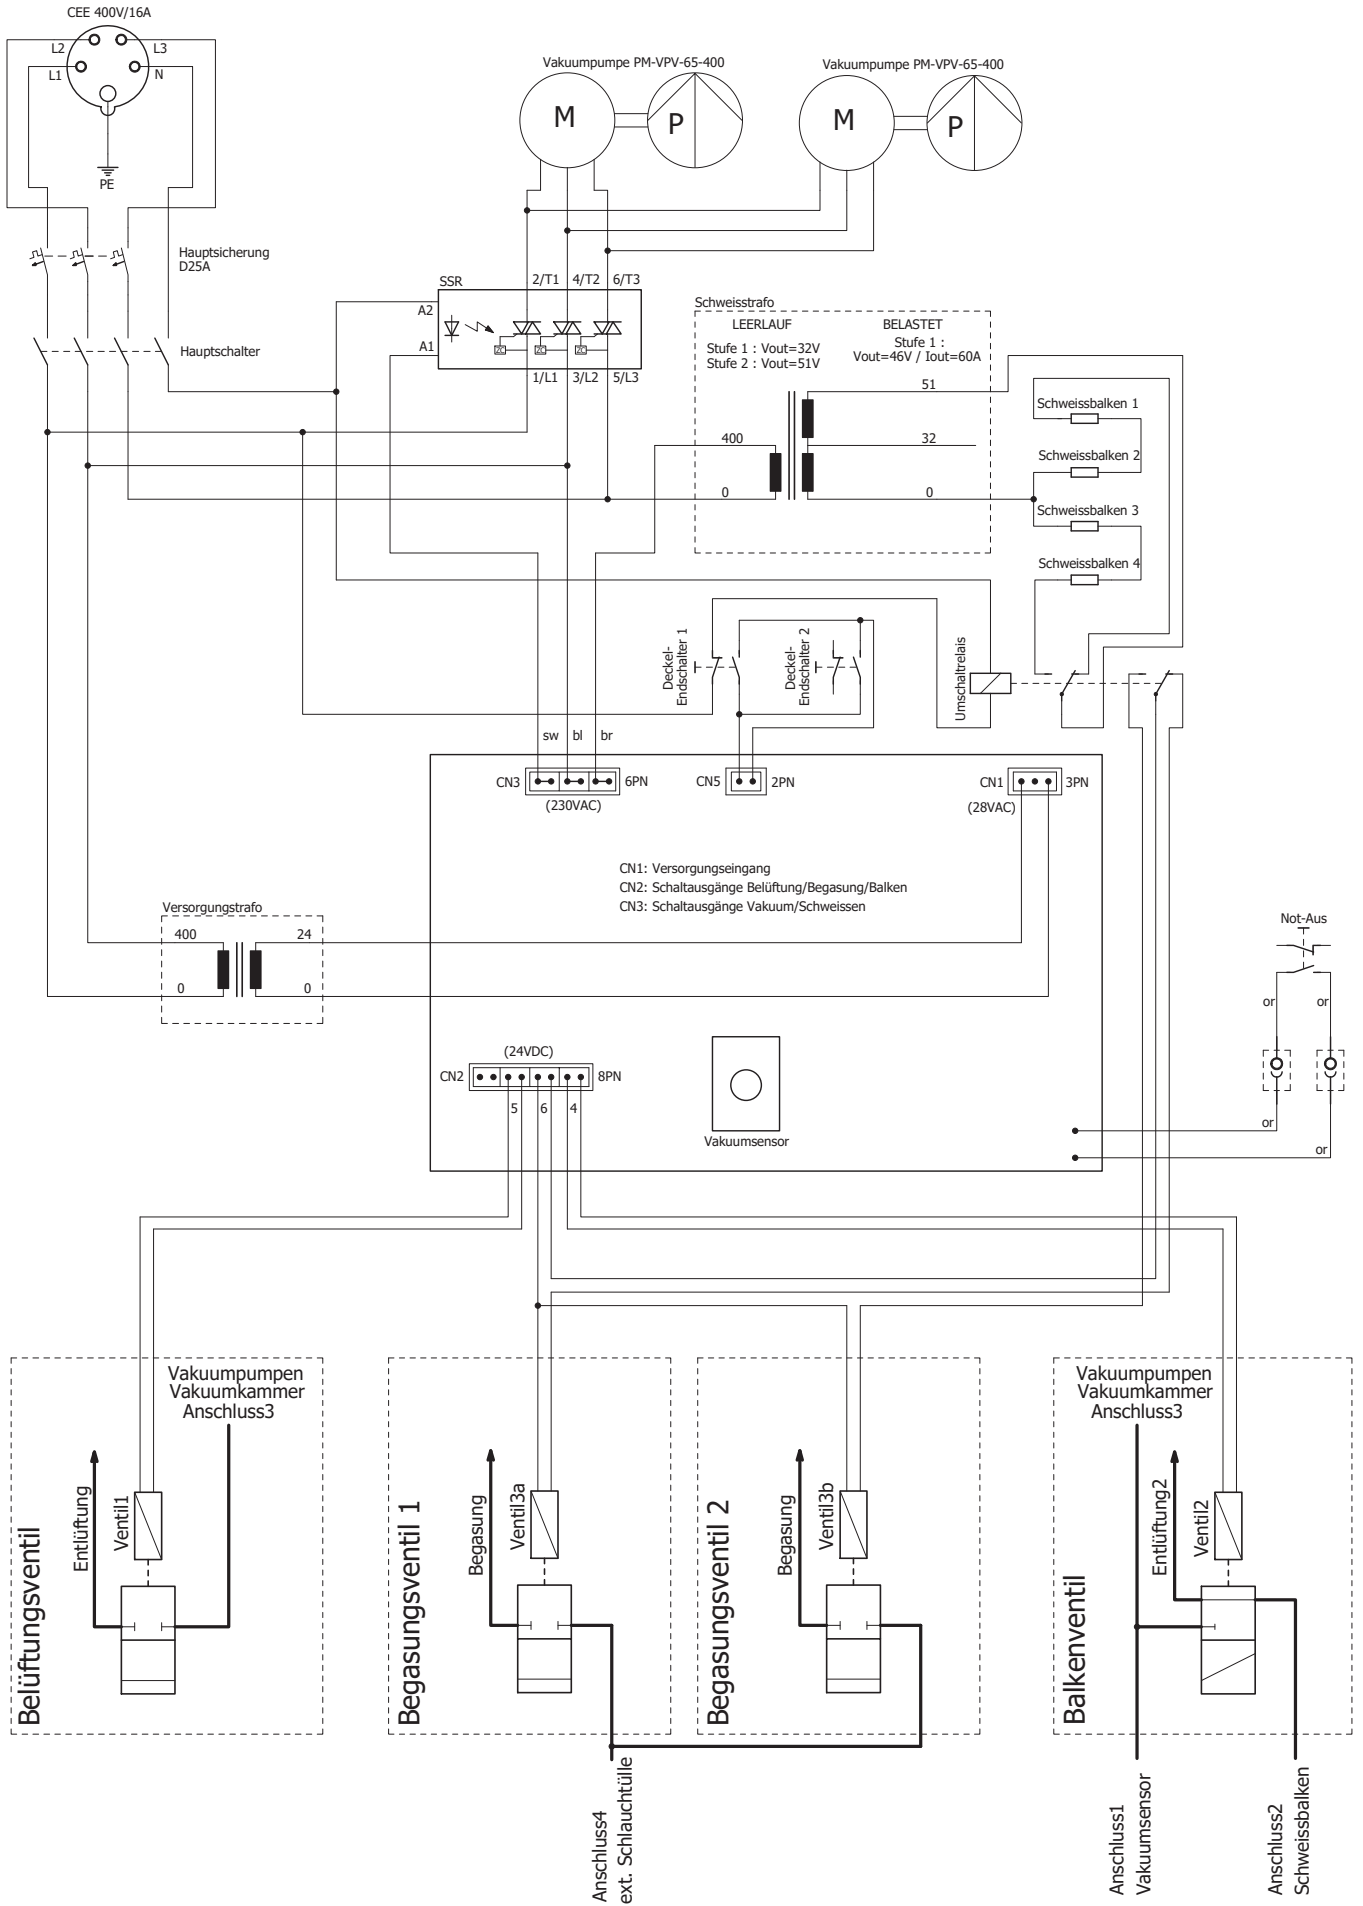 CEE 400V/16A
L2
L3
L1
N
PE
Vakuumpumpe PM-VPV-65-400
M
P
Vakuumpumpe PM-VPV-65-400
M
P
Hauptsicherung
D25A
Hauptschalter
SSR
2/T1
4/T2
6/T3
A2
A1
ZC
ZC
ZC
1/L1
3/L2
5/L3
Schweisstrafo
LEERLAUF
Stufe 1 : Vout=32V
Stufe 2 : Vout=51V
BELASTET
Stufe 1 :
Vout=46V / Iout=60A
51
400
32
0
0
Schweissbalken 1
Schweissbalken 2
Schweissbalken 3
Schweissbalken 4
Deckel-
Endschalter 1
Deckel-
Endschalter 2
Umschaltrelais
sw
bl
br
CN3
6PN
(230VAC)
CN5
2PN
CN1
3PN
(28VAC)
CN1: Versorgungseingang
CN2: Schaltausgänge Belüftung/Begasung/Balken
CN3: Schaltausgänge Vakuum/Schweissen
Versorgungstrafo
400
24
0
0
Not-Aus
or
or
or
or
(24VDC)
CN2
8PN
5
6
4
Vakuumsensor
Belüftungsventil
Entlüftung
Ventil1
Vakuumpumpen
Vakuumkammer
Anschluss3
Begasungsventil 1
Begasung
Ventil3a
Begasungsventil 2
Begasung
Ventil3b
Balkenventil
Vakuumpumpen
Vakuumkammer
Anschluss3
Entlüftung2
Ventil2
Anschluss4
ext. Schlauchtülle
Anschluss1
Vakuumsensor
Anschluss2
Schweissbalken